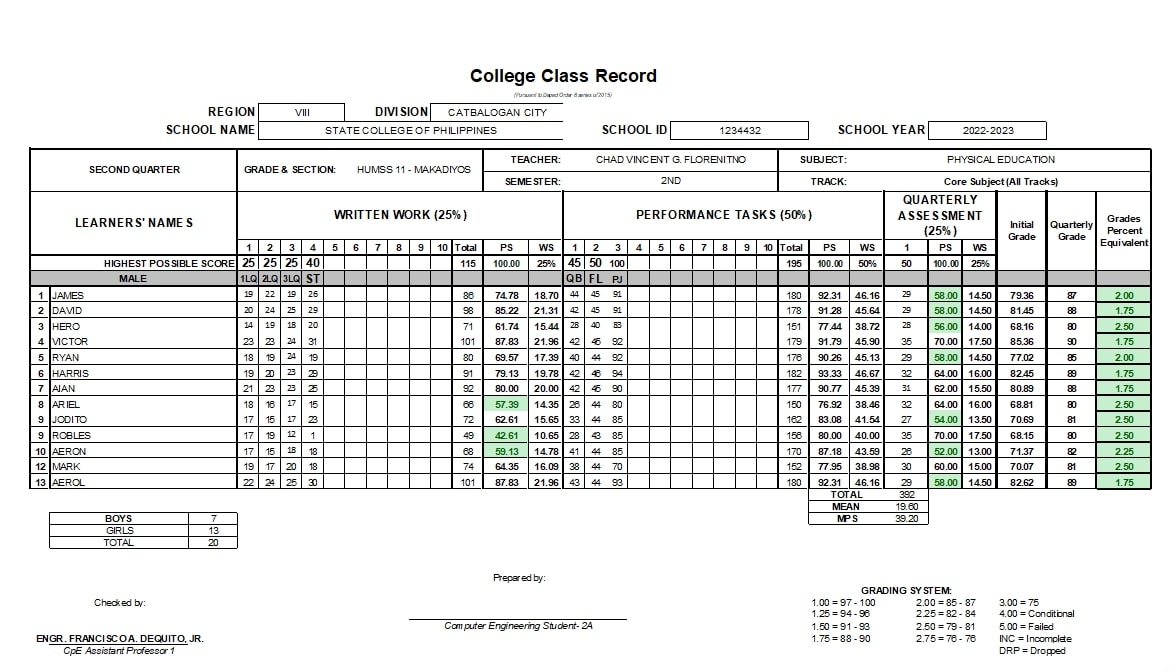 College Class Record
(Pursuant to Deped Order 8 series of 2015)
REGION VIII DIVISION CATBALOGAN CITY
SCHOOL NAME STATE COLLEGE OF PHILIPPINES SCHOOL ID 1234432 SCHOOL YEAR 2022-2023
SECOND QUARTER GRADE & SECTION: HUMSS 11 - MAKADIYOS TEACHER: CHAD VINCENT G. FLORENITNO SUBJECT: PHYSICAL EDUCATION
SEMESTER: 2ND TRACK: Core Subject (All Tracks)
LEARNERS' NAMES WRITTEN WORK (25%) PERFORMANCE TASKS (50%) QUARTERLY ASSESSMENT (25%) Initial Grade Quarterly Grade Grades Percent Equivalent
1 2 3 4 5 6 7 8 9 10 Total PS WS 1 2 3 4 5 6 7 8 9 10 Total PS WS 1 PS WS
HIGHEST POSSIBLE SCORE 25 25 25 40 115 100.00 25% 45 50 100 195 100.00 50% 50 100.00 25%
MALE 1LQ 2LQ 3LQ ST QB FL PJ
1 JAMES 19 22 19 26 86 74.78 18.70 44 45 91 180 92.31 46.16 29 58.00 14.50 79.36 87 2.00
2 DAVID 20 24 25 29 98 85.22 21.31 42 45 91 178 91.28 45.64 29 58.00 14.50 81.45 88 1.75
3 HERO 14 19 18 20 71 61.74 15.44 28 40 83 151 77.44 38.72 28 56.00 14.00 68.16 80 2.50
4 VICTOR 23 23 24 31 101 87.83 21.96 42 45 92 179 91.79 45.90 35 70.00 17.50 85.36 90 1.75
5 RYAN 18 19 24 19 80 69.57 17.39 40 44 92 176 90.26 45.13 29 58.00 14.50 77.02 85 2.00
6 HARRIS 19 20 23 29 91 79.13 19.78 42 46 94 182 93.33 46.67 32 64.00 16.00 82.45 89 1.75
7 AIAN 21 23 23 25 92 80.00 20.00 42 45 90 177 90.77 45.39 31 62.00 15.50 80.89 88 1.75
8 ARIEL 18 16 17 15 66 57.39 14.35 26 44 80 150 76.92 38.46 32 64.00 16.00 68.81 80 2.50
9 JODITO 17 15 17 23 72 62.61 15.65 33 44 85 162 83.08 41.54 27 54.00 13.50 70.69 81 2.50
9 ROBLES 17 19 12 1 49 42.61 10.65 28 43 85 156 80.00 40.00 35 70.00 17.50 68.15 80 2.50
10 AERON 17 15 18 18 68 59.13 14.78 41 44 85 170 87.18 43.59 26 52.00 13.00 71.37 82 2.25
12 MARK 19 17 20 18 74 64.35 16.09 38 44 70 152 77.95 38.98 30 60.00 15.00 70.07 81 2.50
13 AEROL 22 24 25 30 101 87.83 21.96 43 44 93 180 92.31 46.16 29 58.00 14.50 82.62 89 1.75
TOTAL 392
MEAN 19.60
MPS 39.20
BOYS 7
GIRLS 13
TOTAL 20
Prepared by:
Checked by:
Computer Engineering Student- 2A
ENGR. FRANCISCO A. DEQUITO, JR.
CpE Assistant Professor 1
GRADING SYSTEM:
1.00 = 97 - 100 2.00 = 85 - 87 3.00 = 75
1.25 = 94 - 96 2.25 = 82 - 84 4.00 = Conditional
1.50 = 91 - 93 2.50 = 79 - 81 5.00 = Failed
1.75 = 88 - 90 2.75 = 76 - 76 INC = Incomplete
DRP = Dropped